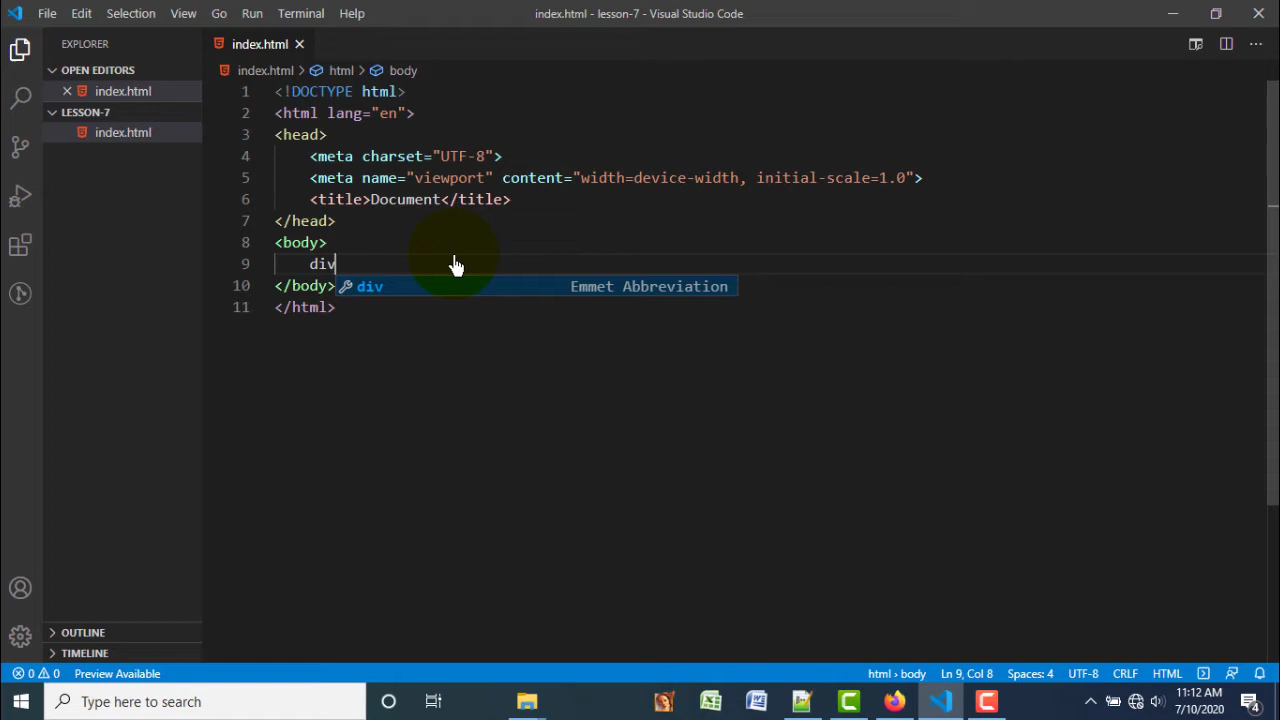 File Edit Selection View Go Run Terminal Help index.html - lesson-7 - Visual Studio Code
EXPLORER
OPEN EDITORS
index.html
LESSON-7
index.html
OUTLINE
TIMELINE
index.html
index.html > html > body
1 <!DOCTYPE html>
2 <html lang="en">
3 <head>
4 <meta charset="UTF-8">
5 <meta name="viewport" content="width=device-width, initial-scale=1.0">
6 <title>Document</title>
7 </head>
8 <body>
9 div
div Emmet Abbreviation
10 </body>
11 </html>
0 0 Preview Available html › body Ln 9, Col 8 Spaces: 4 UTF-8 CRLF HTML
Type here to search
11:12 AM
7/10/2020
4